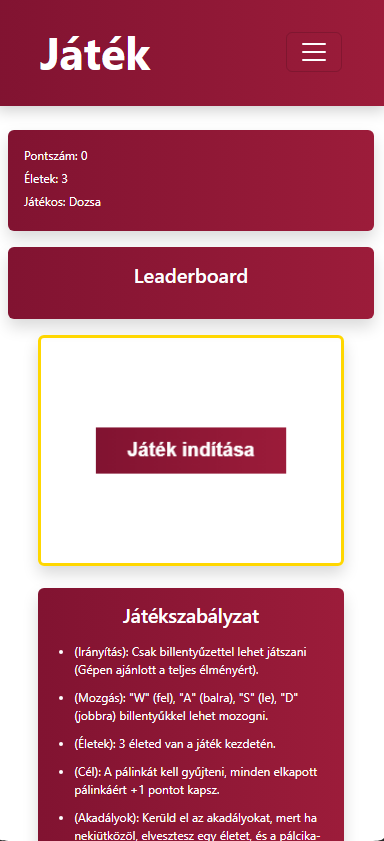 Játék
Pontszám: 0
Életek: 3
Játékos: Dozsa
Leaderboard
Játék indítása
Játékszabályzat
• (Irányítás): Csak billentyűzettel lehet játszani
(Gépen ajánlott a teljes élményért).
• (Mozgás): "W" (fel), "A" (balra), "S" (le), "D"
(jobbra) billentyűkkel lehet mozogni.
• (Életek): 3 életed van a játék kezdetén.
• (Cél): A pálinkát kell gyűjteni, minden elkapott
pálinkáért +1 pontot kapsz.
• (Akadályok): Kerüld el az akadályokat, mert ha
nekiütközöl, elvesztesz egy életet, és a pálcika-